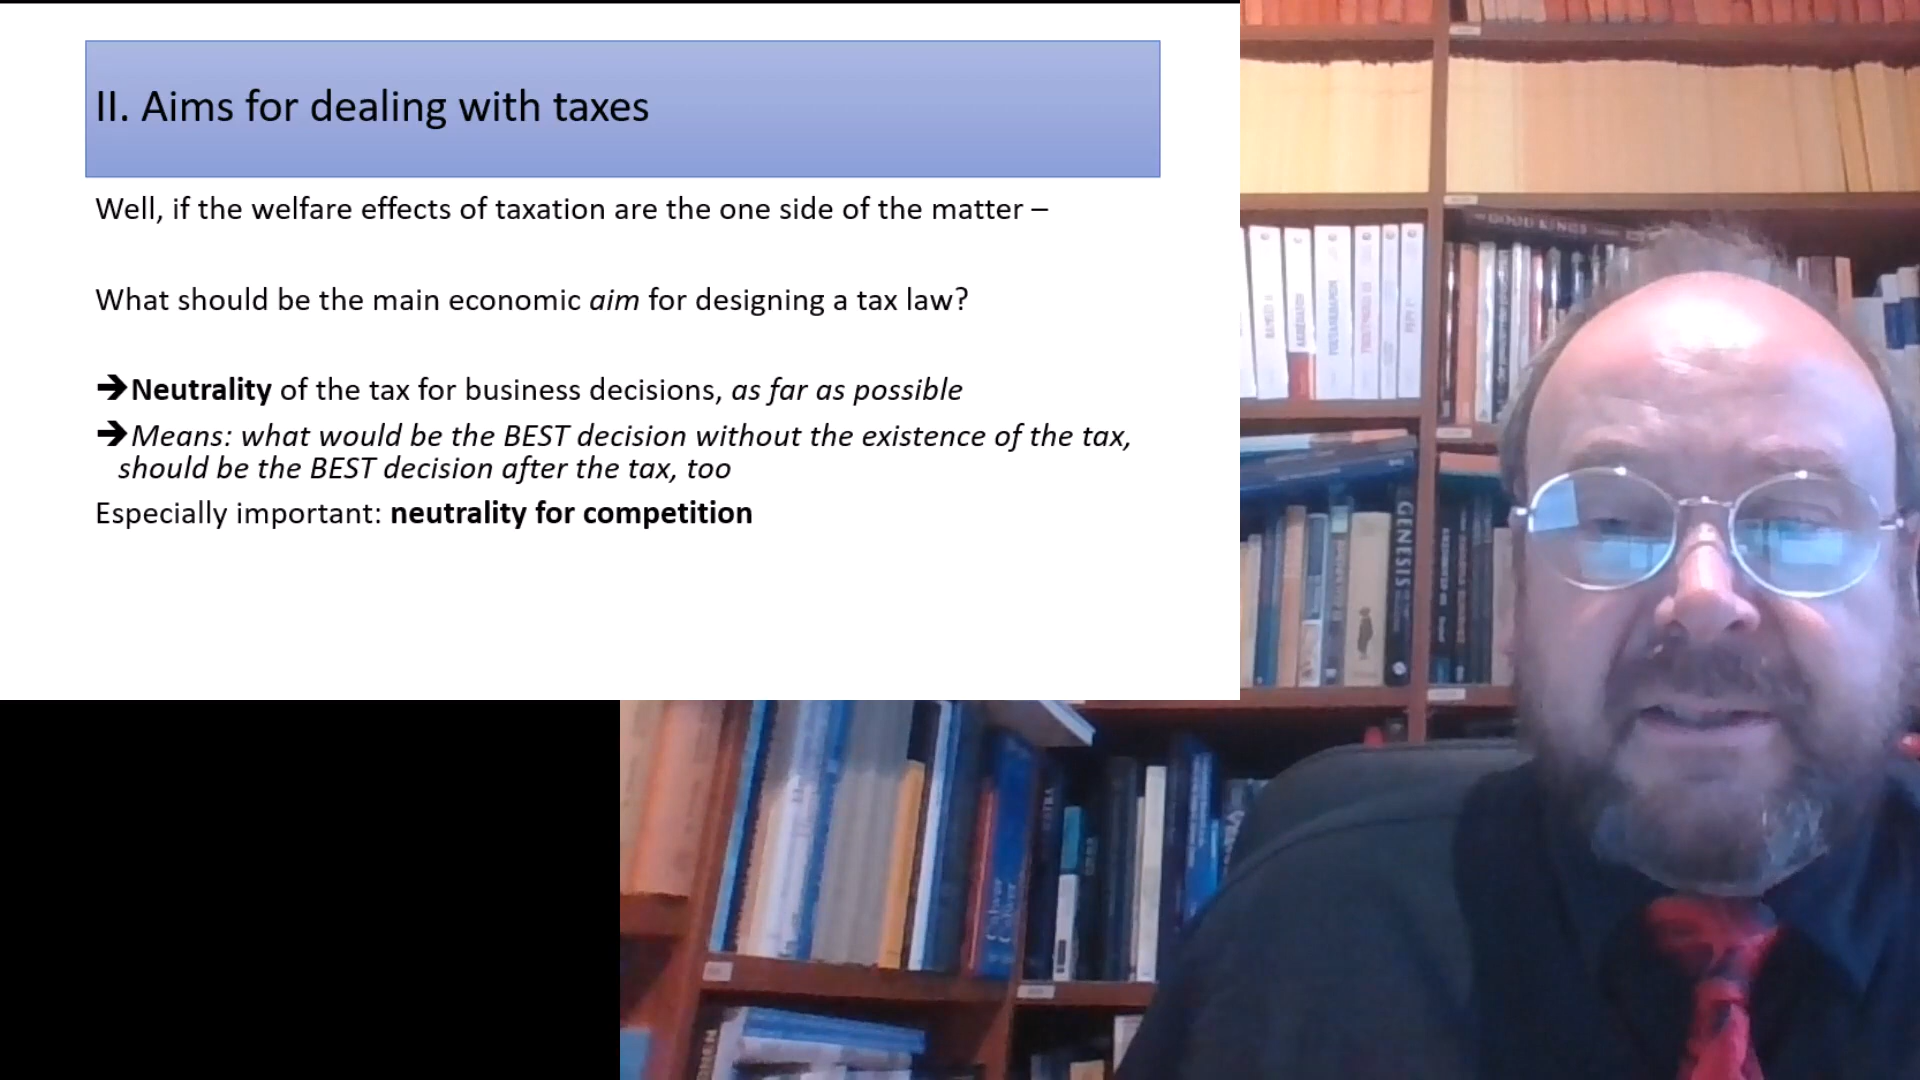 II. Aims for dealing with taxes
Well, if the welfare effects of taxation are the one side of the matter –
What should be the main economic aim for designing a tax law?
➔Neutrality of the tax for business decisions, as far as possible
➔Means: what would be the BEST decision without the existence of the tax,
should be the BEST decision after the tax, too
Especially important: neutrality for competition
GOOD KINGS
GENESIS